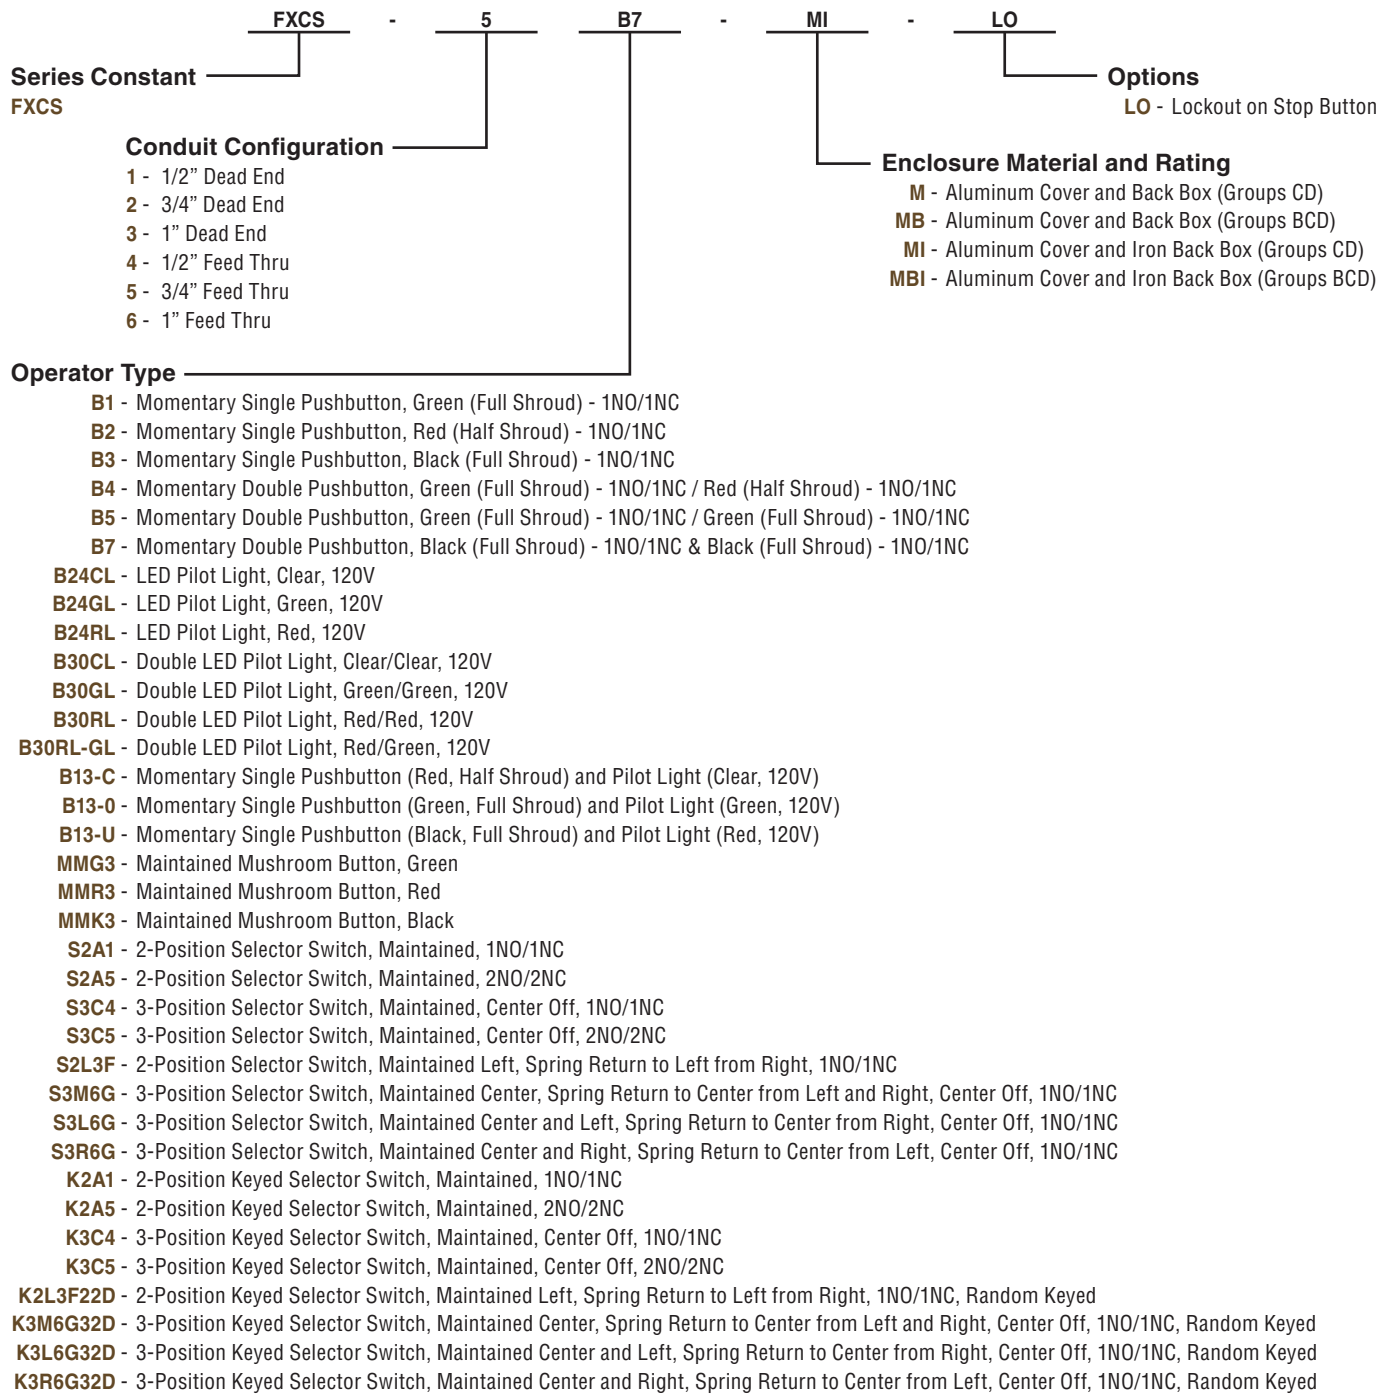 FXCS - 5 B7 - MI - LO
Series Constant
FXCS
Options
LO - Lockout on Stop Button
Conduit Configuration
1 - 1/2” Dead End
2 - 3/4” Dead End
3 - 1” Dead End
4 - 1/2” Feed Thru
5 - 3/4” Feed Thru
6 - 1” Feed Thru
Enclosure Material and Rating
M - Aluminum Cover and Back Box (Groups CD)
MB - Aluminum Cover and Back Box (Groups BCD)
MI - Aluminum Cover and Iron Back Box (Groups CD)
MBI - Aluminum Cover and Iron Back Box (Groups BCD)
Operator Type
B1 - Momentary Single Pushbutton, Green (Full Shroud) - 1NO/1NC
B2 - Momentary Single Pushbutton, Red (Half Shroud) - 1NO/1NC
B3 - Momentary Single Pushbutton, Black (Full Shroud) - 1NO/1NC
B4 - Momentary Double Pushbutton, Green (Full Shroud) - 1NO/1NC / Red (Half Shroud) - 1NO/1NC
B5 - Momentary Double Pushbutton, Green (Full Shroud) - 1NO/1NC / Green (Full Shroud) - 1NO/1NC
B7 - Momentary Double Pushbutton, Black (Full Shroud) - 1NO/1NC & Black (Full Shroud) - 1NO/1NC
B24CL - LED Pilot Light, Clear, 120V
B24GL - LED Pilot Light, Green, 120V
B24RL - LED Pilot Light, Red, 120V
B30CL - Double LED Pilot Light, Clear/Clear, 120V
B30GL - Double LED Pilot Light, Green/Green, 120V
B30RL - Double LED Pilot Light, Red/Red, 120V
B30RL-GL - Double LED Pilot Light, Red/Green, 120V
B13-C - Momentary Single Pushbutton (Red, Half Shroud) and Pilot Light (Clear, 120V)
B13-0 - Momentary Single Pushbutton (Green, Full Shroud) and Pilot Light (Green, 120V)
B13-U - Momentary Single Pushbutton (Black, Full Shroud) and Pilot Light (Red, 120V)
MMG3 - Maintained Mushroom Button, Green
MMR3 - Maintained Mushroom Button, Red
MMK3 - Maintained Mushroom Button, Black
S2A1 - 2-Position Selector Switch, Maintained, 1NO/1NC
S2A5 - 2-Position Selector Switch, Maintained, 2NO/2NC
S3C4 - 3-Position Selector Switch, Maintained, Center Off, 1NO/1NC
S3C5 - 3-Position Selector Switch, Maintained, Center Off, 2NO/2NC
S2L3F - 2-Position Selector Switch, Maintained Left, Spring Return to Left from Right, 1NO/1NC
S3M6G - 3-Position Selector Switch, Maintained Center, Spring Return to Center from Left and Right, Center Off, 1NO/1NC
S3L6G - 3-Position Selector Switch, Maintained Center and Left, Spring Return to Center from Right, Center Off, 1NO/1NC
S3R6G - 3-Position Selector Switch, Maintained Center and Right, Spring Return to Center from Left, Center Off, 1NO/1NC
K2A1 - 2-Position Keyed Selector Switch, Maintained, 1NO/1NC
K2A5 - 2-Position Keyed Selector Switch, Maintained, 2NO/2NC
K3C4 - 3-Position Keyed Selector Switch, Maintained, Center Off, 1NO/1NC
K3C5 - 3-Position Keyed Selector Switch, Maintained, Center Off, 2NO/2NC
K2L3F22D - 2-Position Keyed Selector Switch, Maintained Left, Spring Return to Left from Right, 1NO/1NC, Random Keyed
K3M6G32D - 3-Position Keyed Selector Switch, Maintained Center, Spring Return to Center from Left and Right, Center Off, 1NO/1NC, Random Keyed
K3L6G32D - 3-Position Keyed Selector Switch, Maintained Center and Left, Spring Return to Center from Right, Center Off, 1NO/1NC, Random Keyed
K3R6G32D - 3-Position Keyed Selector Switch, Maintained Center and Right, Spring Return to Center from Left, Center Off, 1NO/1NC, Random Keyed